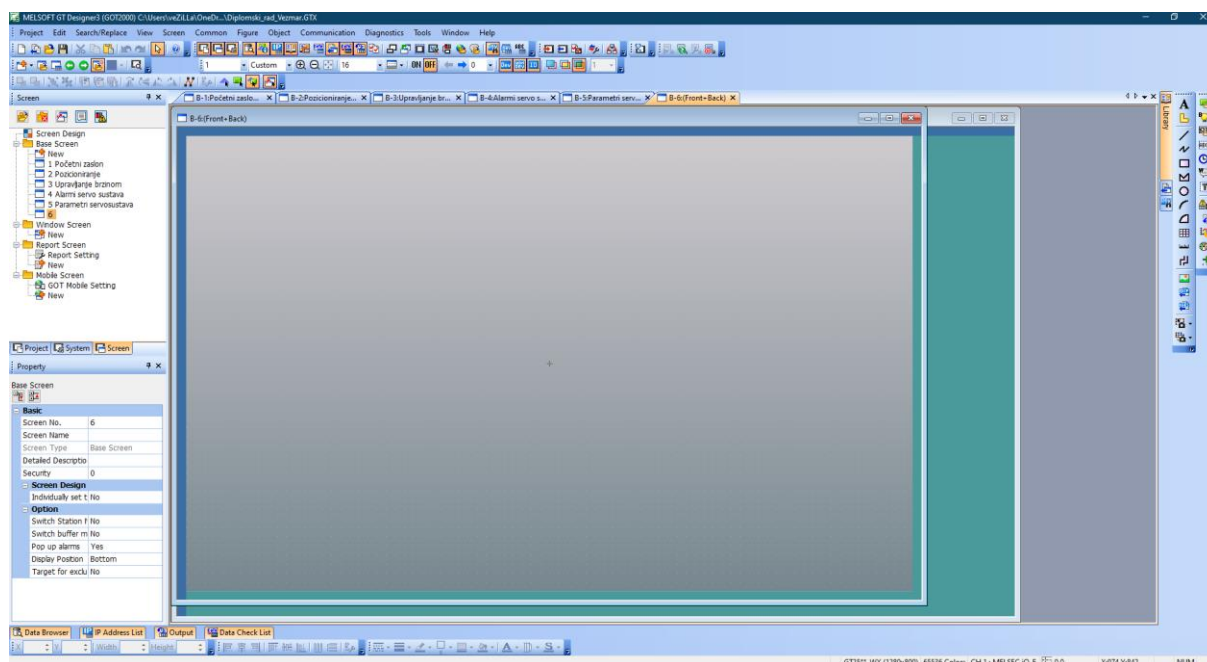 MELSOFT GT Designer3 (GOT2000) C:\Users\veZiLLa\OneDr...\Diplomski_rad_Vezmar.GTX
Project Edit Search/Replace View Screen Common Figure Object Communication Diagnostics Tools Window Help
1 Custom 16 ON OFF 0 1
Screen
B-1:Početni zaslo... B-2:Pozicioniranje... B-3:Upravljanje br... B-4:Alarmi servo s... B-5:Parametri serv... B-6:(Front+Back)
Library
B-6:(Front+Back)
Screen Design
Base Screen
New
1 Početni zaslon
2 Pozicioniranje
3 Upravljanje brzinom
4 Alarmi servo sustava
5 Parametri servosustava
6
Window Screen
New
Report Screen
Report Setting
New
Mobile Screen
GOT Mobile Setting
New
Project System Screen
Property
Base Screen
Basic
Screen No. 6
Screen Name
Screen Type Base Screen
Detailed Descriptio
Security 0
Screen Design
Individually set t No
Option
Switch Station No
Switch buffer m No
Pop up alarms Yes
Display Position Bottom
Target for exclu No
Data Browser IP Address List Output Data Check List
X Y Width Height
NUM